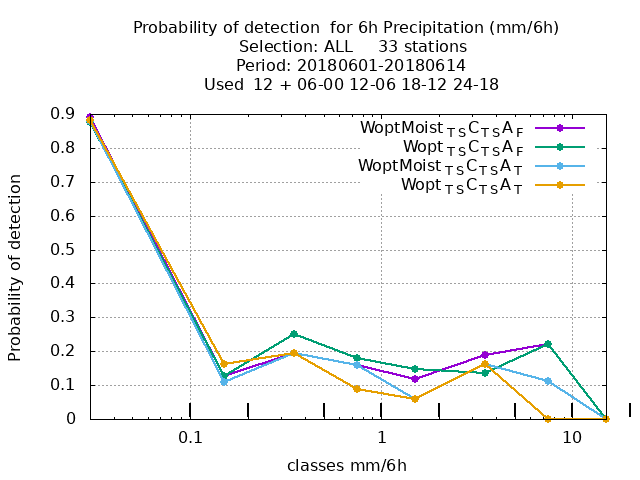 Probability of detection  for 6h Precipitation (mm/6h)
Selection: ALL     33 stations
Period: 20180601-20180614
Used  12 + 06-00 12-06 18-12 24-18
WoptMoist TS C TS A F
Wopt TS C TS A F
WoptMoist TS C TS A T
Wopt TS C TS A T
0.9
0.8
0.7
0.6
0.5
0.4
0.3
0.2
0.1
0
Probability of detection
0.1 1 10
classes mm/6h